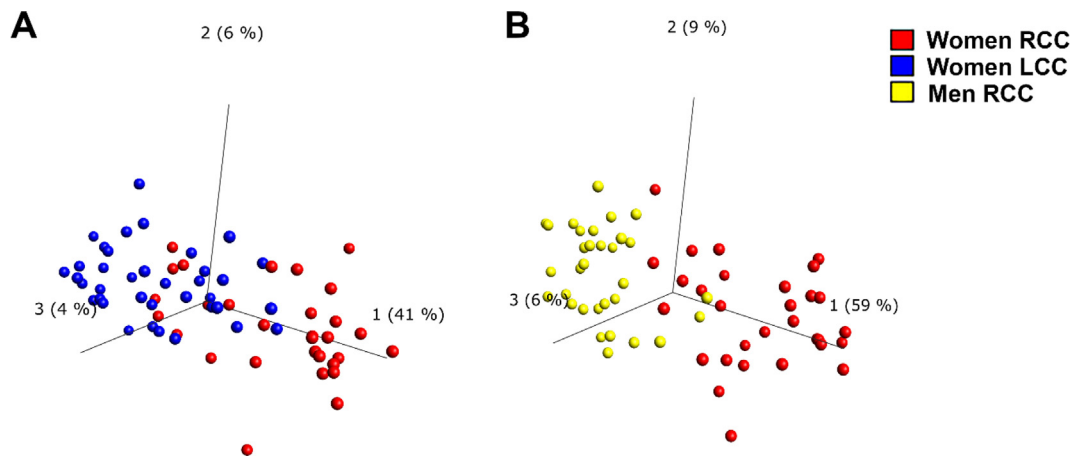 A
2 (6 %)
3 (4 %)
1 (41 %)
B
2 (9 %)
3 (6 %)
1 (59 %)
Women RCC
Women LCC
Men RCC